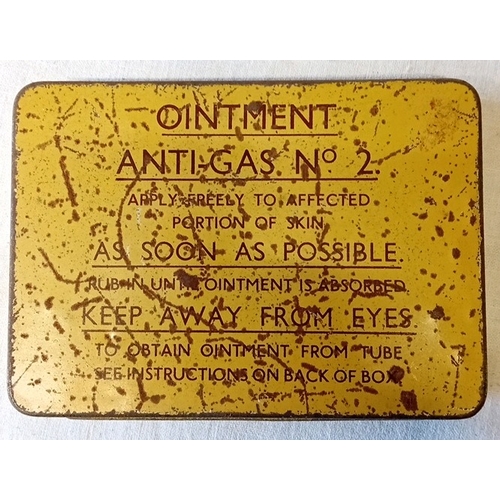 OINTMENT
ANTI-GAS Nº 2.
APPLY FREELY TO AFFECTED
PORTION OF SKIN
AS SOON AS POSSIBLE.
RUB IN UNTIL OINTMENT IS ABSORBED.
KEEP AWAY FROM EYES
TO OBTAIN OINTMENT FROM TUBE
SEE INSTRUCTIONS ON BACK OF BOX.